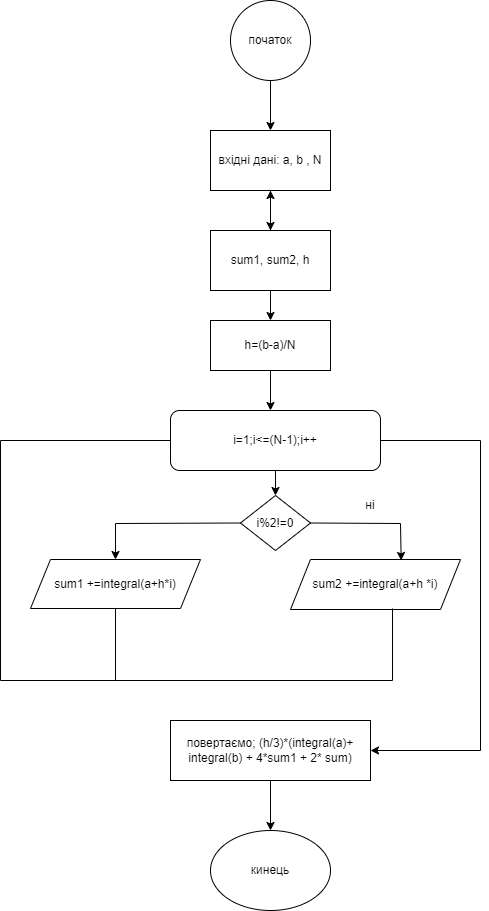 початок
вхідні дані: a, b , N
sum1, sum2, h
h=(b-a)/N
i=1;i<=(N-1);i++
i%2!=0
ні
sum1 +=integral(a+h*i)
sum2 +=integral(a+h *i)
повертаємо; (h/3)*(integral(a)+
integral(b) + 4*sum1 + 2* sum)
кинець